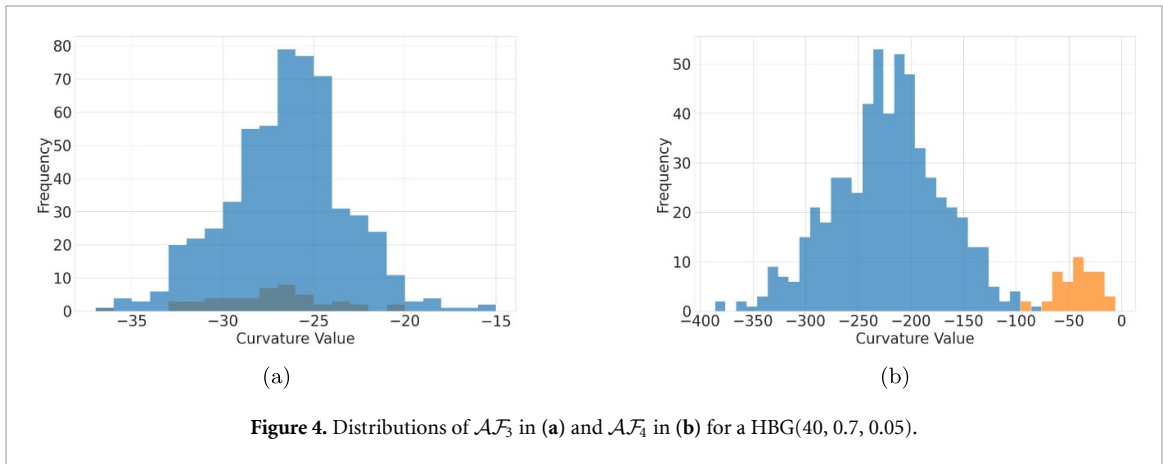 80
70
60
50
40
30
20
10
0
Frequency
−35 −30 −25 −20 −15
Curvature Value
(a)
50
40
30
20
10
0
Frequency
−400 −350 −300 −250 −200 −150 −100 −50 0
Curvature Value
(b)
Figure 4. Distributions of 𝒜ℱ₃ in (a) and 𝒜ℱ₄ in (b) for a HBG(40, 0.7, 0.05).